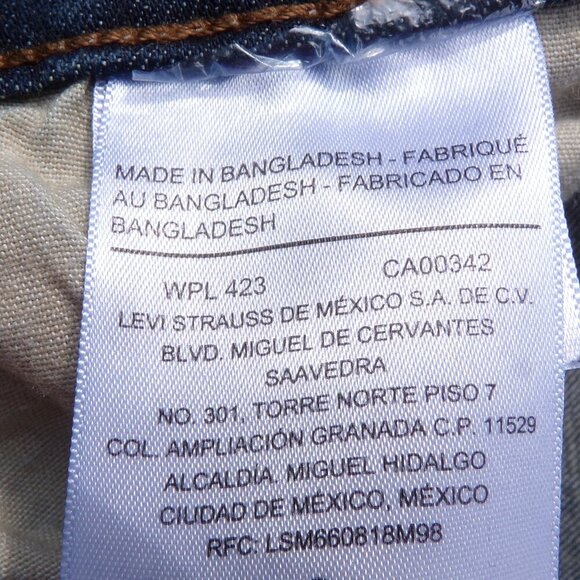 MADE IN BANGLADESH - FABRIQUÉ
AU BANGLADESH - FABRICADO EN
BANGLADESH
WPL 423 CA00342
LEVI STRAUSS DE MÉXICO S.A. DE C.V.
BLVD. MIGUEL DE CERVANTES
SAAVEDRA
NO. 301, TORRE NORTE PISO 7
COL. AMPLIACIÓN GRANADA C.P. 11529
ALCALDÍA. MIGUEL HIDALGO
CIUDAD DE MÉXICO, MÉXICO
RFC: LSM660818M98